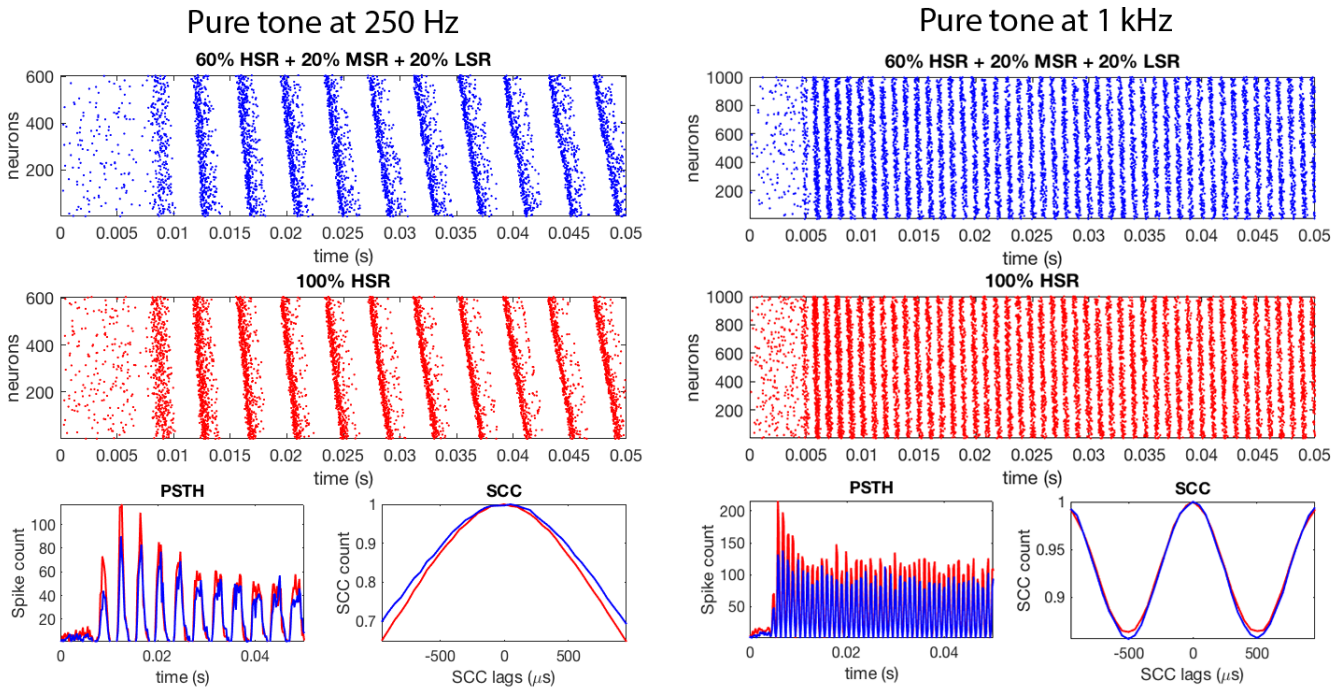 Pure tone at 250 Hz
60% HSR + 20% MSR + 20% LSR
600
400
200
neurons
0 0.005 0.01 0.015 0.02 0.025 0.03 0.035 0.04 0.045 0.05
time (s)
100% HSR
600
400
200
neurons
0 0.005 0.01 0.015 0.02 0.025 0.03 0.035 0.04 0.045 0.05
time (s)
PSTH
100
80
60
40
20
Spike count
0 0.02 0.04
time (s)
SCC
1
0.9
0.8
0.7
SCC count
-500 0 500
SCC lags (μs)
Pure tone at 1 kHz
60% HSR + 20% MSR + 20% LSR
1000
800
600
400
200
neurons
0 0.005 0.01 0.015 0.02 0.025 0.03 0.035 0.04 0.045 0.05
time (s)
100% HSR
1000
800
600
400
200
neurons
0 0.005 0.01 0.015 0.02 0.025 0.03 0.035 0.04 0.045 0.05
time (s)
PSTH
200
150
100
50
Spike count
0 0.02 0.04
time (s)
SCC
1
0.95
0.9
SCC count
-500 0 500
SCC lags (μs)